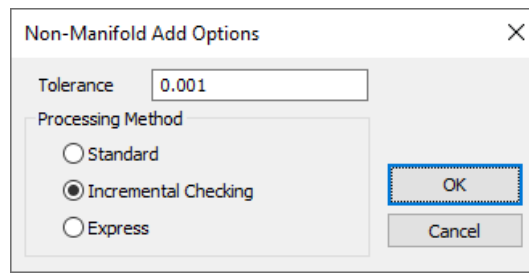 Non-Manifold Add Options
Tolerance 0.001
Processing Method
Standard
Incremental Checking
Express
OK
Cancel